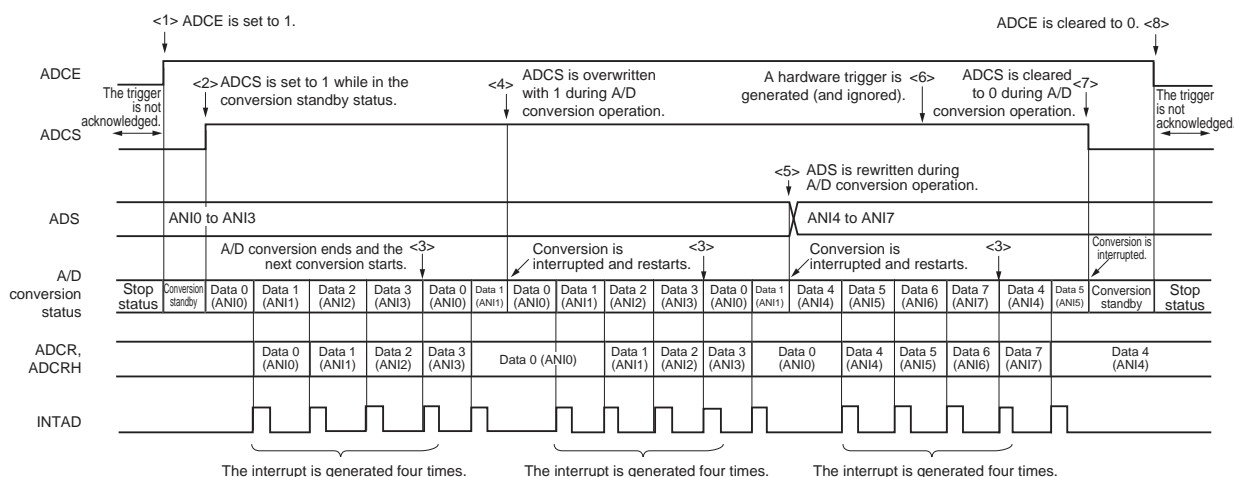 <1> ADCE is set to 1.
ADCE is cleared to 0. <8>
ADCE
The trigger
is not
acknowledged.
<2> ADCS is set to 1 while in the
conversion standby status.
<4> ADCS is overwritten
with 1 during A/D
conversion operation.
A hardware trigger is <6>
generated (and ignored).
ADCS is cleared <7>
to 0 during A/D
conversion operation.
The trigger
is not
acknowledged.
ADCS
<5> ADS is rewritten during
A/D conversion operation.
ADS
ANI0 to ANI3
ANI4 to ANI7
A/D conversion ends and the <3>
next conversion starts.
Conversion is
interrupted and restarts.
<3>
Conversion is
interrupted and restarts.
<3>
Conversion is
interrupted.
A/D
conversion
status
Stop
status
Conversion
standby
Data 0
(ANI0)
Data 1
(ANI1)
Data 2
(ANI2)
Data 3
(ANI3)
Data 0
(ANI0)
Data 1
(ANI1)
Data 0
(ANI0)
Data 1
(ANI1)
Data 2
(ANI2)
Data 3
(ANI3)
Data 0
(ANI0)
Data 1
(ANI1)
Data 4
(ANI4)
Data 5
(ANI5)
Data 6
(ANI6)
Data 7
(ANI7)
Data 4
(ANI4)
Data 5
(ANI5)
Conversion
standby
Stop
status
ADCR,
ADCRH
Data 0
(ANI0)
Data 1
(ANI1)
Data 2
(ANI2)
Data 3
(ANI3)
Data 0 (ANI0)
Data 1
(ANI1)
Data 2
(ANI2)
Data 3
(ANI3)
Data 0
(ANI0)
Data 4
(ANI4)
Data 5
(ANI5)
Data 6
(ANI6)
Data 7
(ANI7)
Data 4
(ANI4)
INTAD
The interrupt is generated four times.
The interrupt is generated four times.
The interrupt is generated four times.